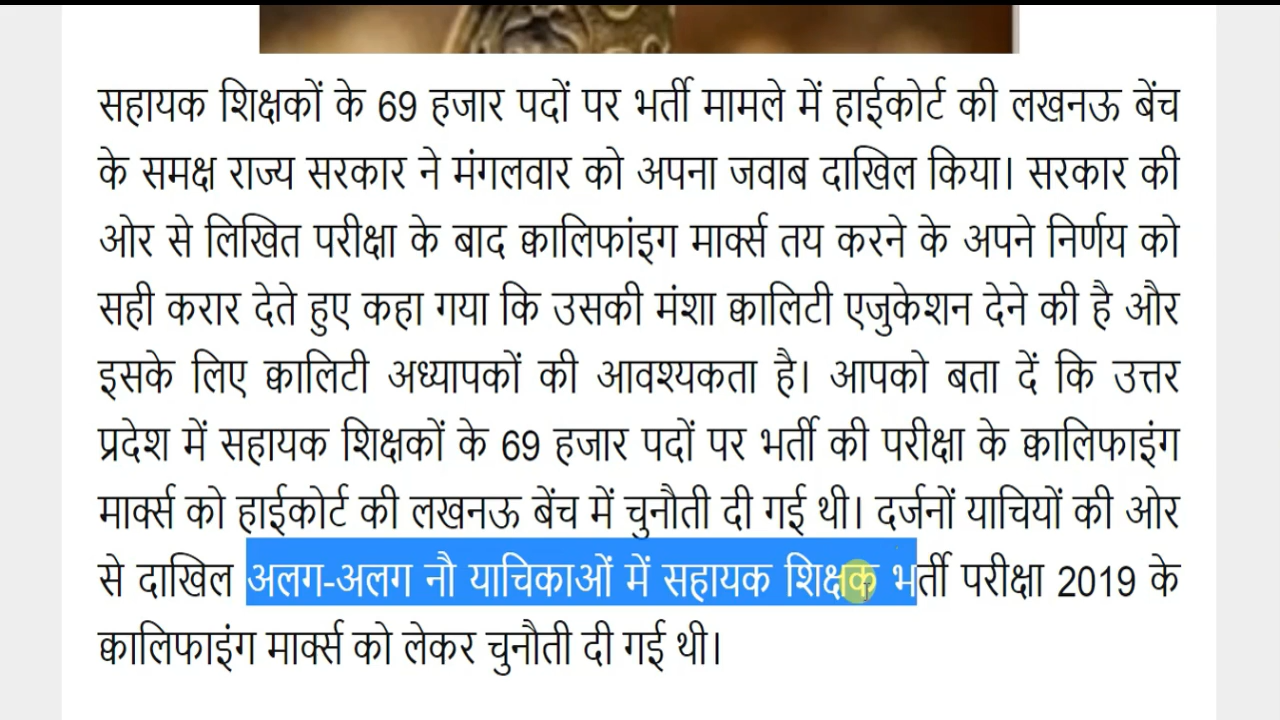 सहायक शिक्षकों के 69 हजार पदों पर भर्ती मामले में हाईकोर्ट की लखनऊ बेंच
के समक्ष राज्य सरकार ने मंगलवार को अपना जवाब दाखिल किया। सरकार की
ओर से लिखित परीक्षा के बाद क्वालिफांइग मार्क्स तय करने के अपने निर्णय को
सही करार देते हुए कहा गया कि उसकी मंशा क्वालिटी एजुकेशन देने की है और
इसके लिए क्वालिटी अध्यापकों की आवश्यकता है। आपको बता दें कि उत्तर
प्रदेश में सहायक शिक्षकों के 69 हजार पदों पर भर्ती की परीक्षा के क्वालिफाइंग
मार्क्स को हाईकोर्ट की लखनऊ बेंच में चुनौती दी गई थी। दर्जनों याचियों की ओर
से दाखिल अलग-अलग नौ याचिकाओं में सहायक शिक्षक भर्ती परीक्षा 2019 के
क्वालिफाइंग मार्क्स को लेकर चुनौती दी गई थी।